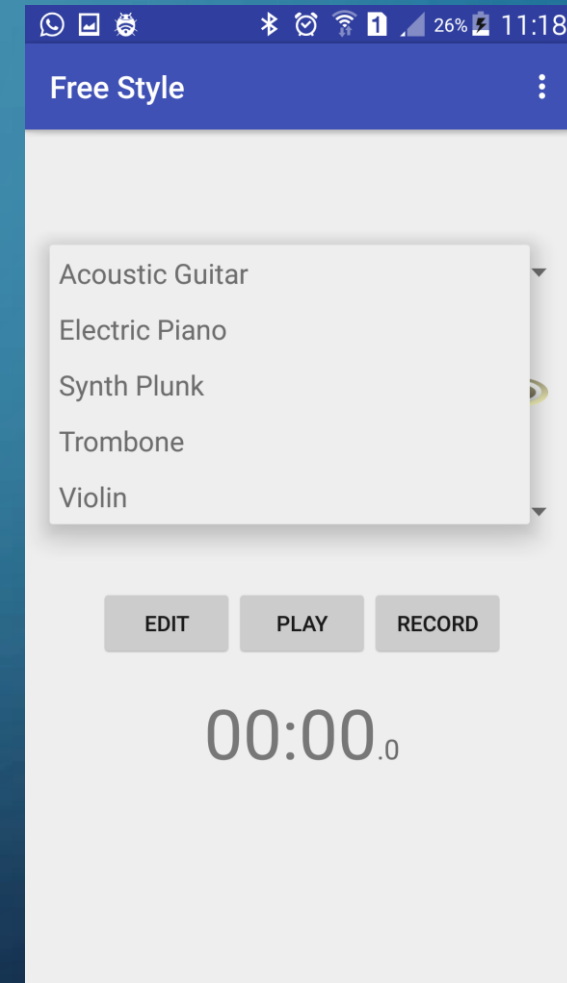 1 26% 11:18
Free Style
Acoustic Guitar
Electric Piano
Synth Plunk
Trombone
Violin
EDIT PLAY RECORD
00:00.0